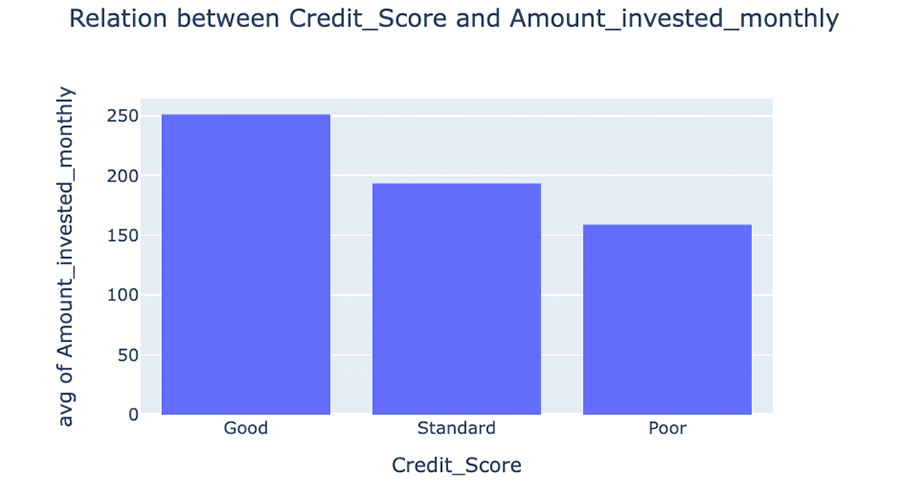 Relation between Credit_Score and Amount_invested_monthly
avg of Amount_invested_monthly
250
200
150
100
50
0
Good Standard Poor
Credit_Score